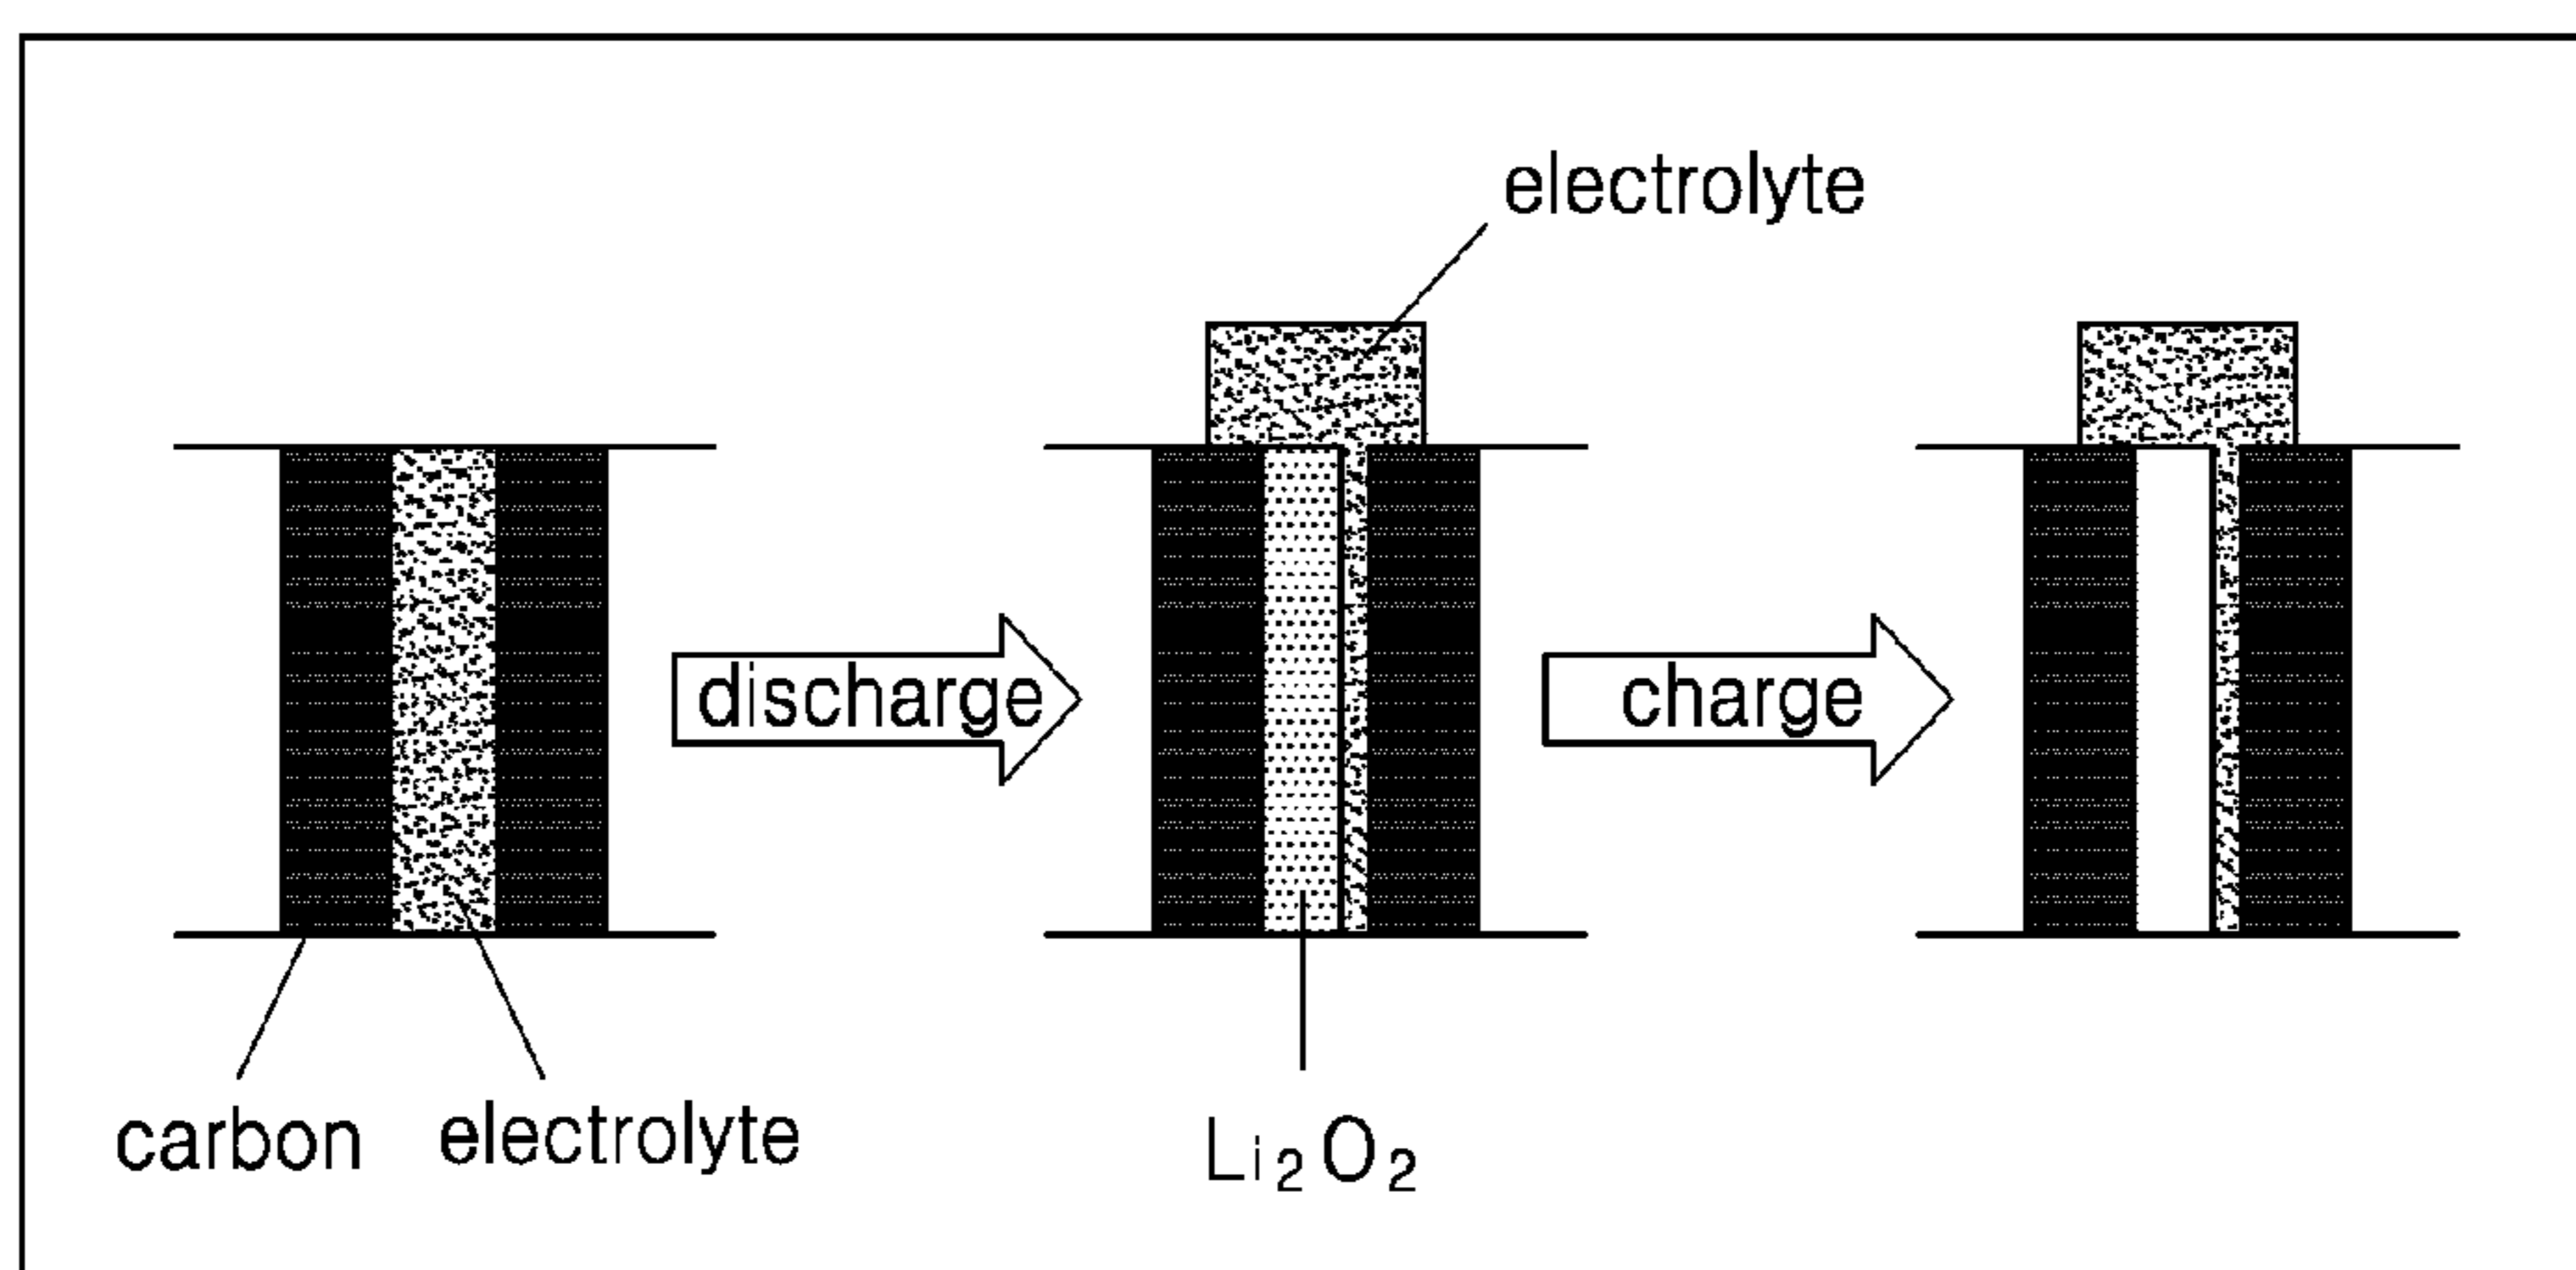 electrolyte
discharge
charge
carbon
electrolyte
Li₂O₂